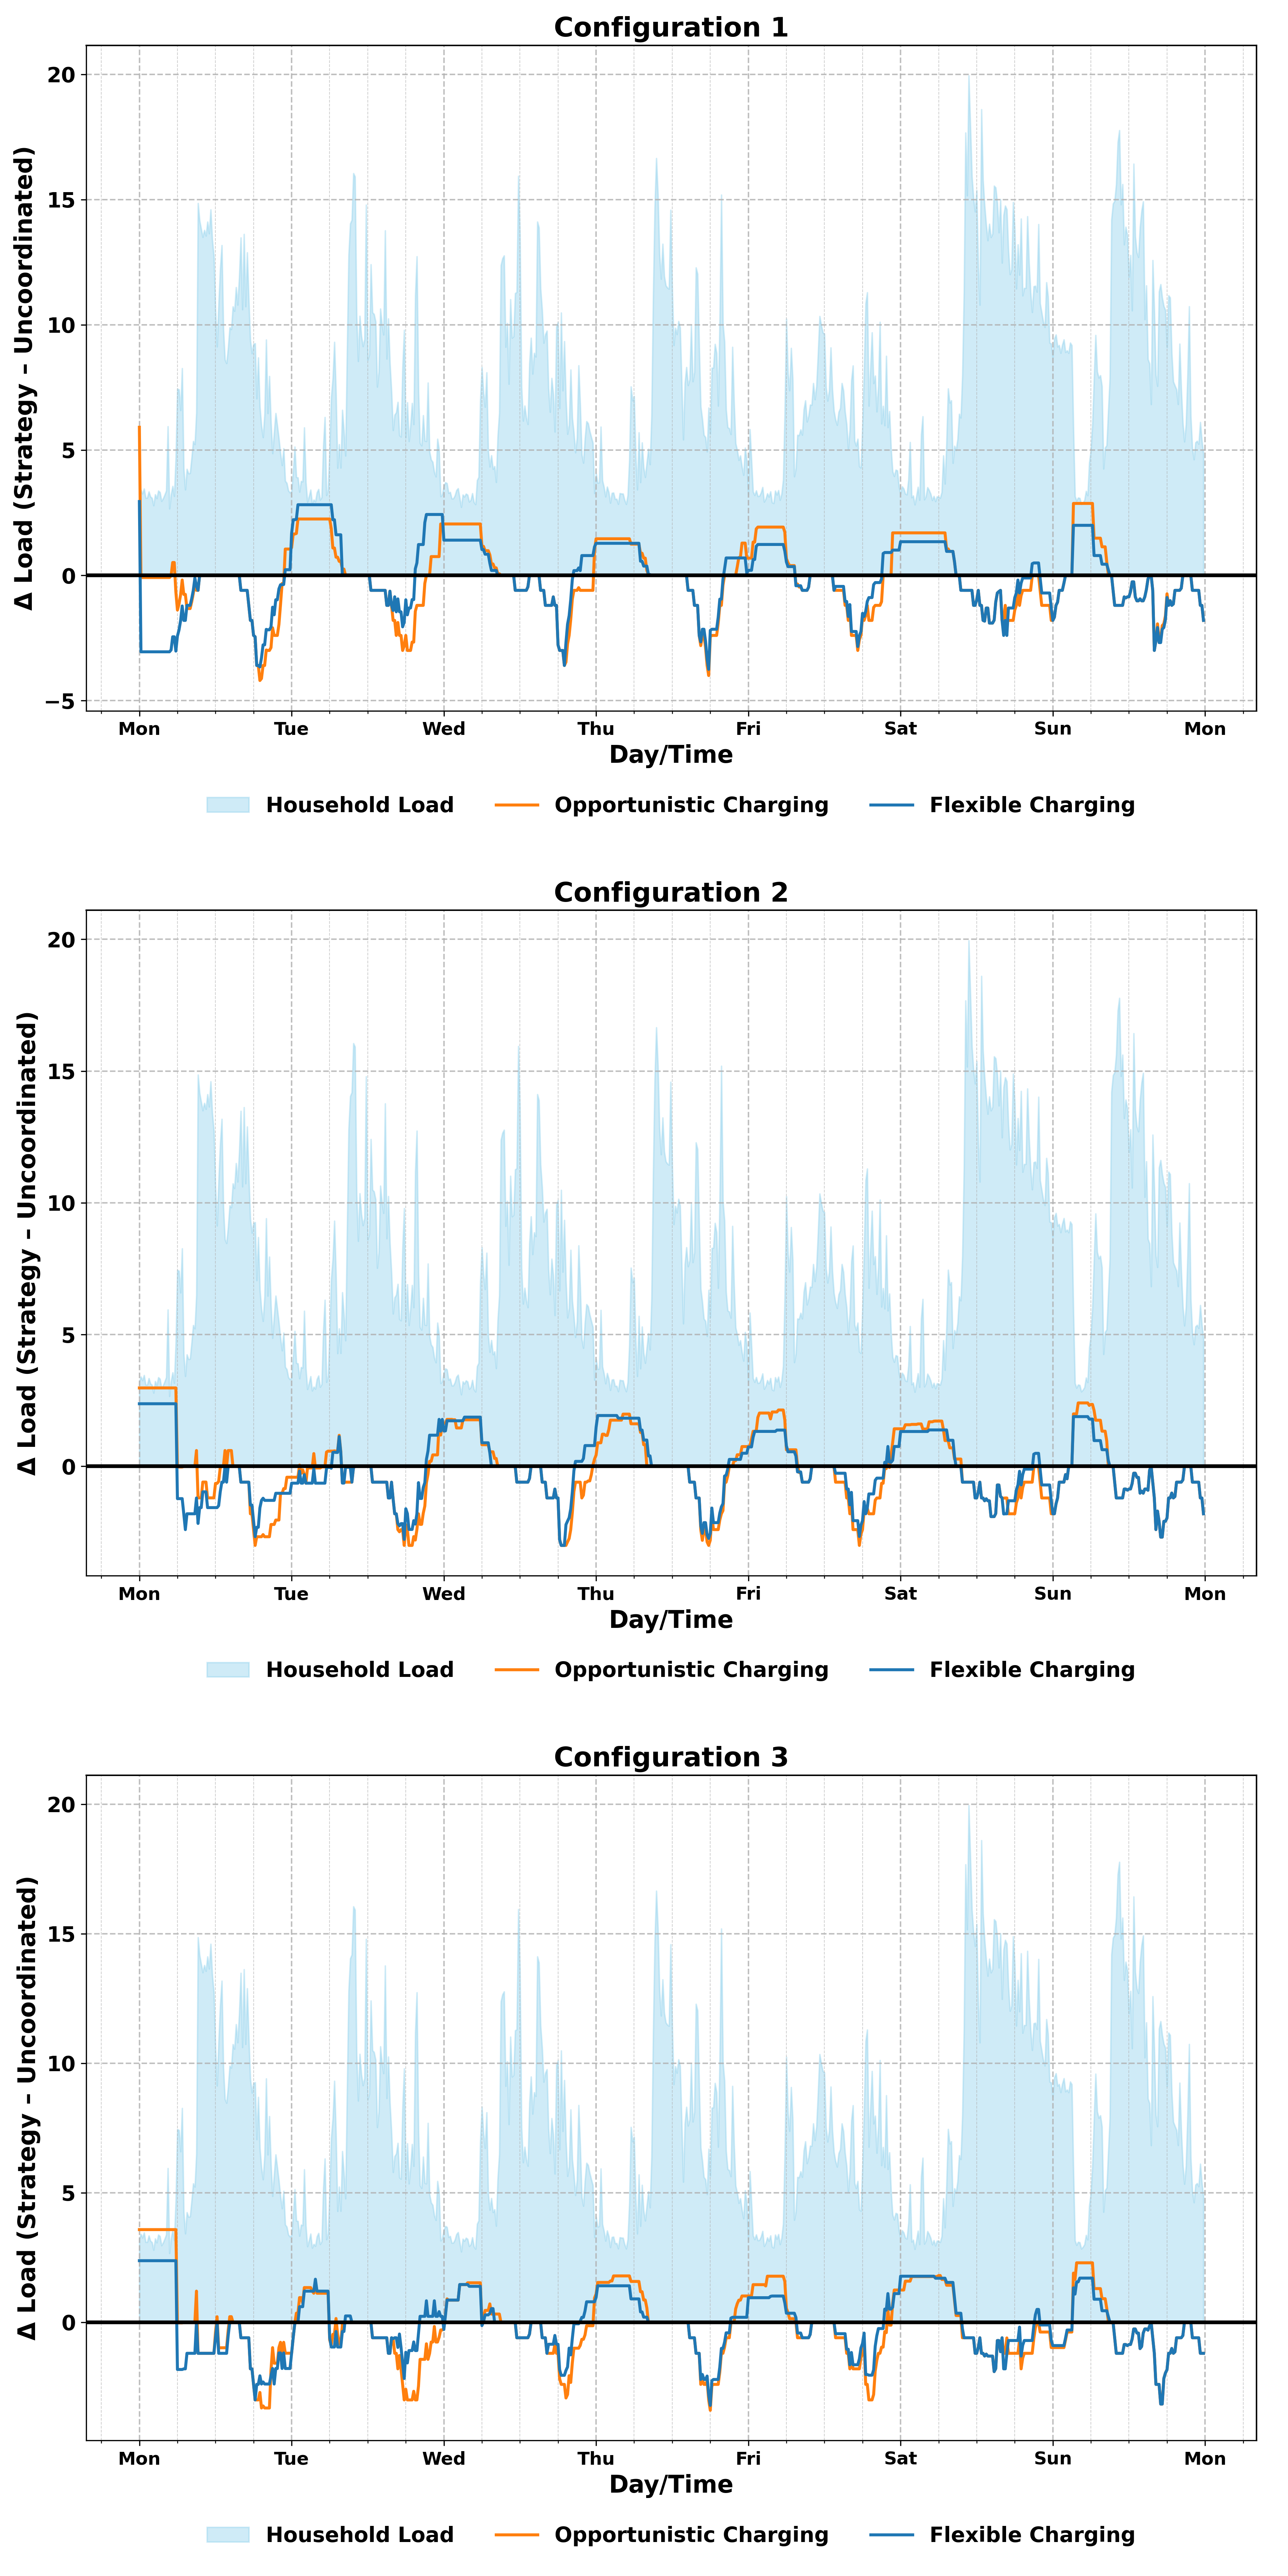 Configuration 1
Δ Load (Strategy – Uncoordinated)
20
15
10
5
0
−5
Mon Tue Wed Thu Fri Sat Sun Mon
Day/Time
Household Load Opportunistic Charging Flexible Charging
Configuration 2
Δ Load (Strategy – Uncoordinated)
20
15
10
5
0
Mon Tue Wed Thu Fri Sat Sun Mon
Day/Time
Household Load Opportunistic Charging Flexible Charging
Configuration 3
Δ Load (Strategy – Uncoordinated)
20
15
10
5
0
Mon Tue Wed Thu Fri Sat Sun Mon
Day/Time
Household Load Opportunistic Charging Flexible Charging